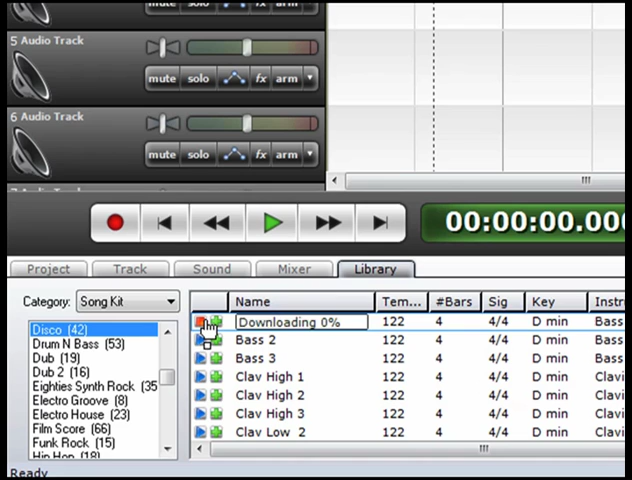 5 Audio Track
mute solo fx arm
6 Audio Track
mute solo fx arm
00:00:00.000
Project Track Sound Mixer Library
Category: Song Kit
Name Tem... #Bars Sig Key Instru
Disco (42)
Drum N Bass (53)
Dub (19)
Dub 2 (16)
Eighties Synth Rock (35
Electro Groove (8)
Electro House (23)
Film Score (66)
Funk Rock (15)
Hip Hop (18)
Downloading 0% 122 4 4/4 D min Bass
Bass 2 122 4 4/4 D min Bass
Bass 3 122 4 4/4 D min Bass
Clav High 1 122 4 4/4 D min Clavi
Clav High 2 122 4 4/4 D min Clavi
Clav High 3 122 4 4/4 D min Clavi
Clav Low 2 122 4 4/4 D min Clavi
Ready